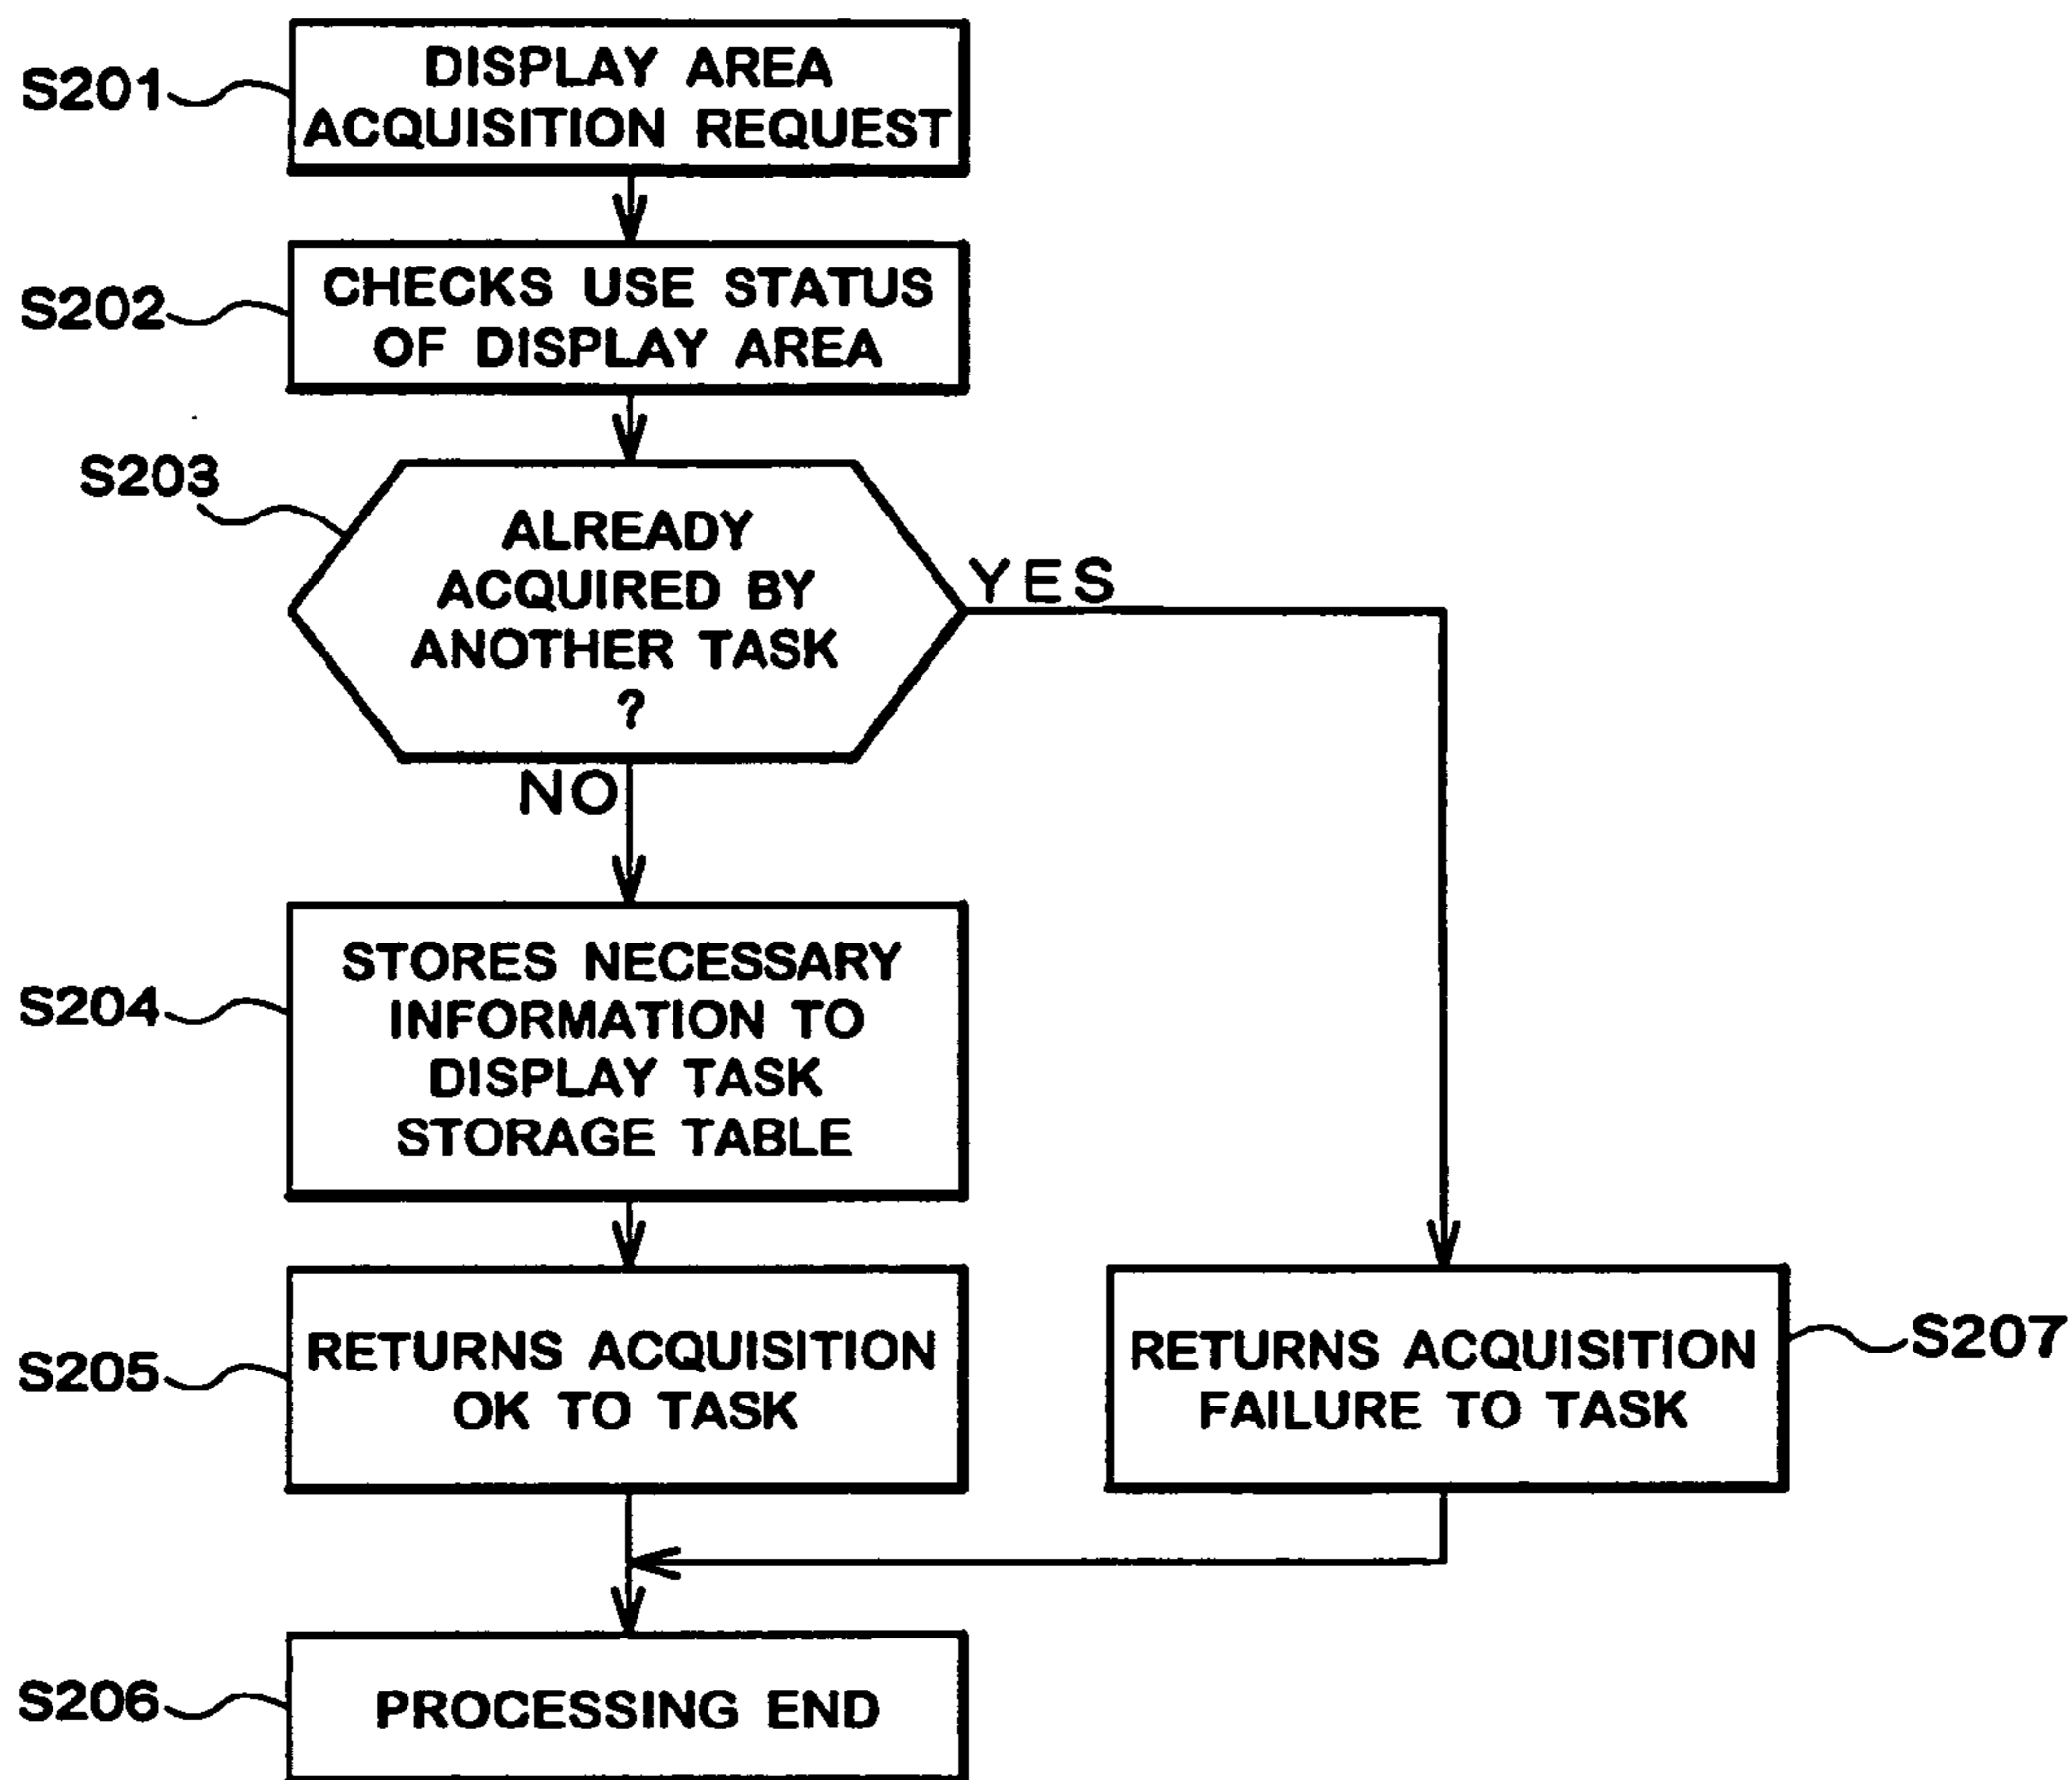 S201
DISPLAY AREA
ACQUISITION REQUEST
S202
CHECKS USE STATUS
OF DISPLAY AREA
S203
ALREADY
ACQUIRED BY
ANOTHER TASK
?
YES
NO
S204
STORES NECESSARY
INFORMATION TO
DISPLAY TASK
STORAGE TABLE
S205
RETURNS ACQUISITION
OK TO TASK
RETURNS ACQUISITION
FAILURE TO TASK
S207
S206
PROCESSING END